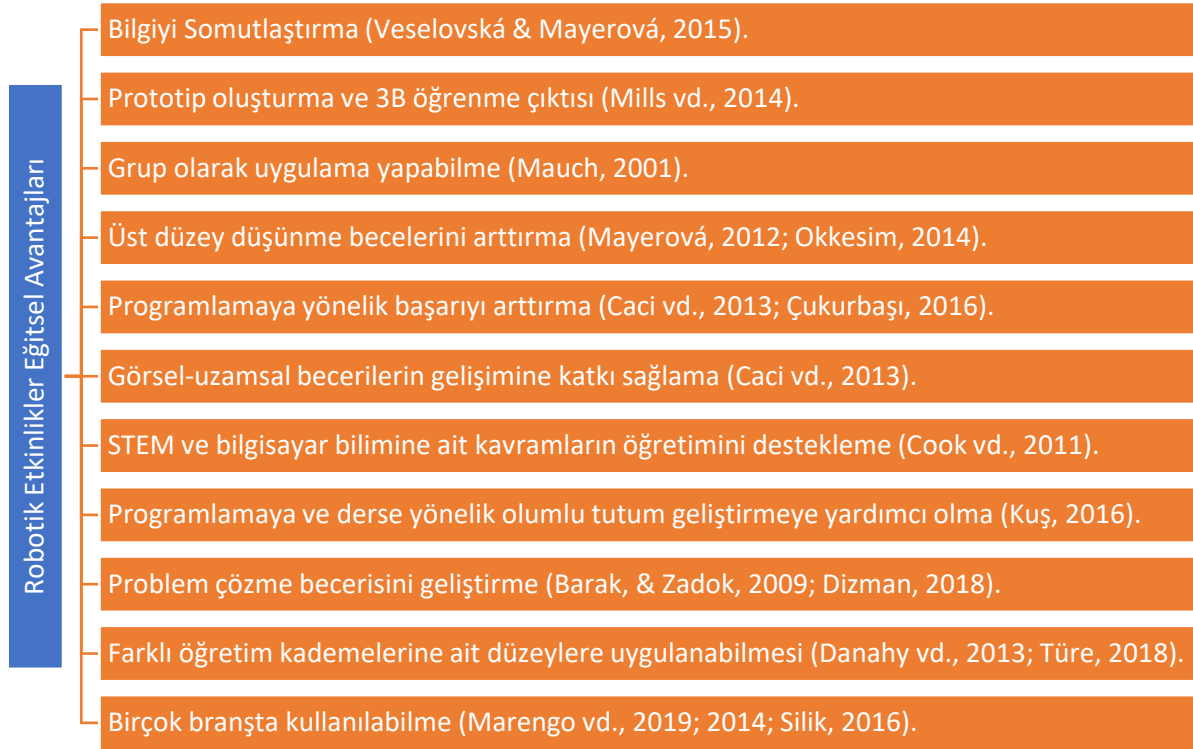 Robotik Etkinlikler Eğitsel Avantajları
Bilgiyi Somutlaştırma (Veselovská & Mayerová, 2015).
Prototip oluşturma ve 3B öğrenme çıktısı (Mills vd., 2014).
Grup olarak uygulama yapabilme (Mauch, 2001).
Üst düzey düşünme becelerini arttırma (Mayerová, 2012; Okkesim, 2014).
Programlamaya yönelik başarıyı arttırma (Caci vd., 2013; Çukurbaşı, 2016).
Görsel-uzamsal becerilerin gelişimine katkı sağlama (Caci vd., 2013).
STEM ve bilgisayar bilimine ait kavramların öğretimini destekleme (Cook vd., 2011).
Programlamaya ve derse yönelik olumlu tutum geliştirmeye yardımcı olma (Kuş, 2016).
Problem çözme becerisini geliştirme (Barak, & Zadok, 2009; Dizman, 2018).
Farklı öğretim kademelerine ait düzeylere uygulanabilmesi (Danahy vd., 2013; Türe, 2018).
Birçok branşta kullanılabilme (Marengo vd., 2019; 2014; Silik, 2016).